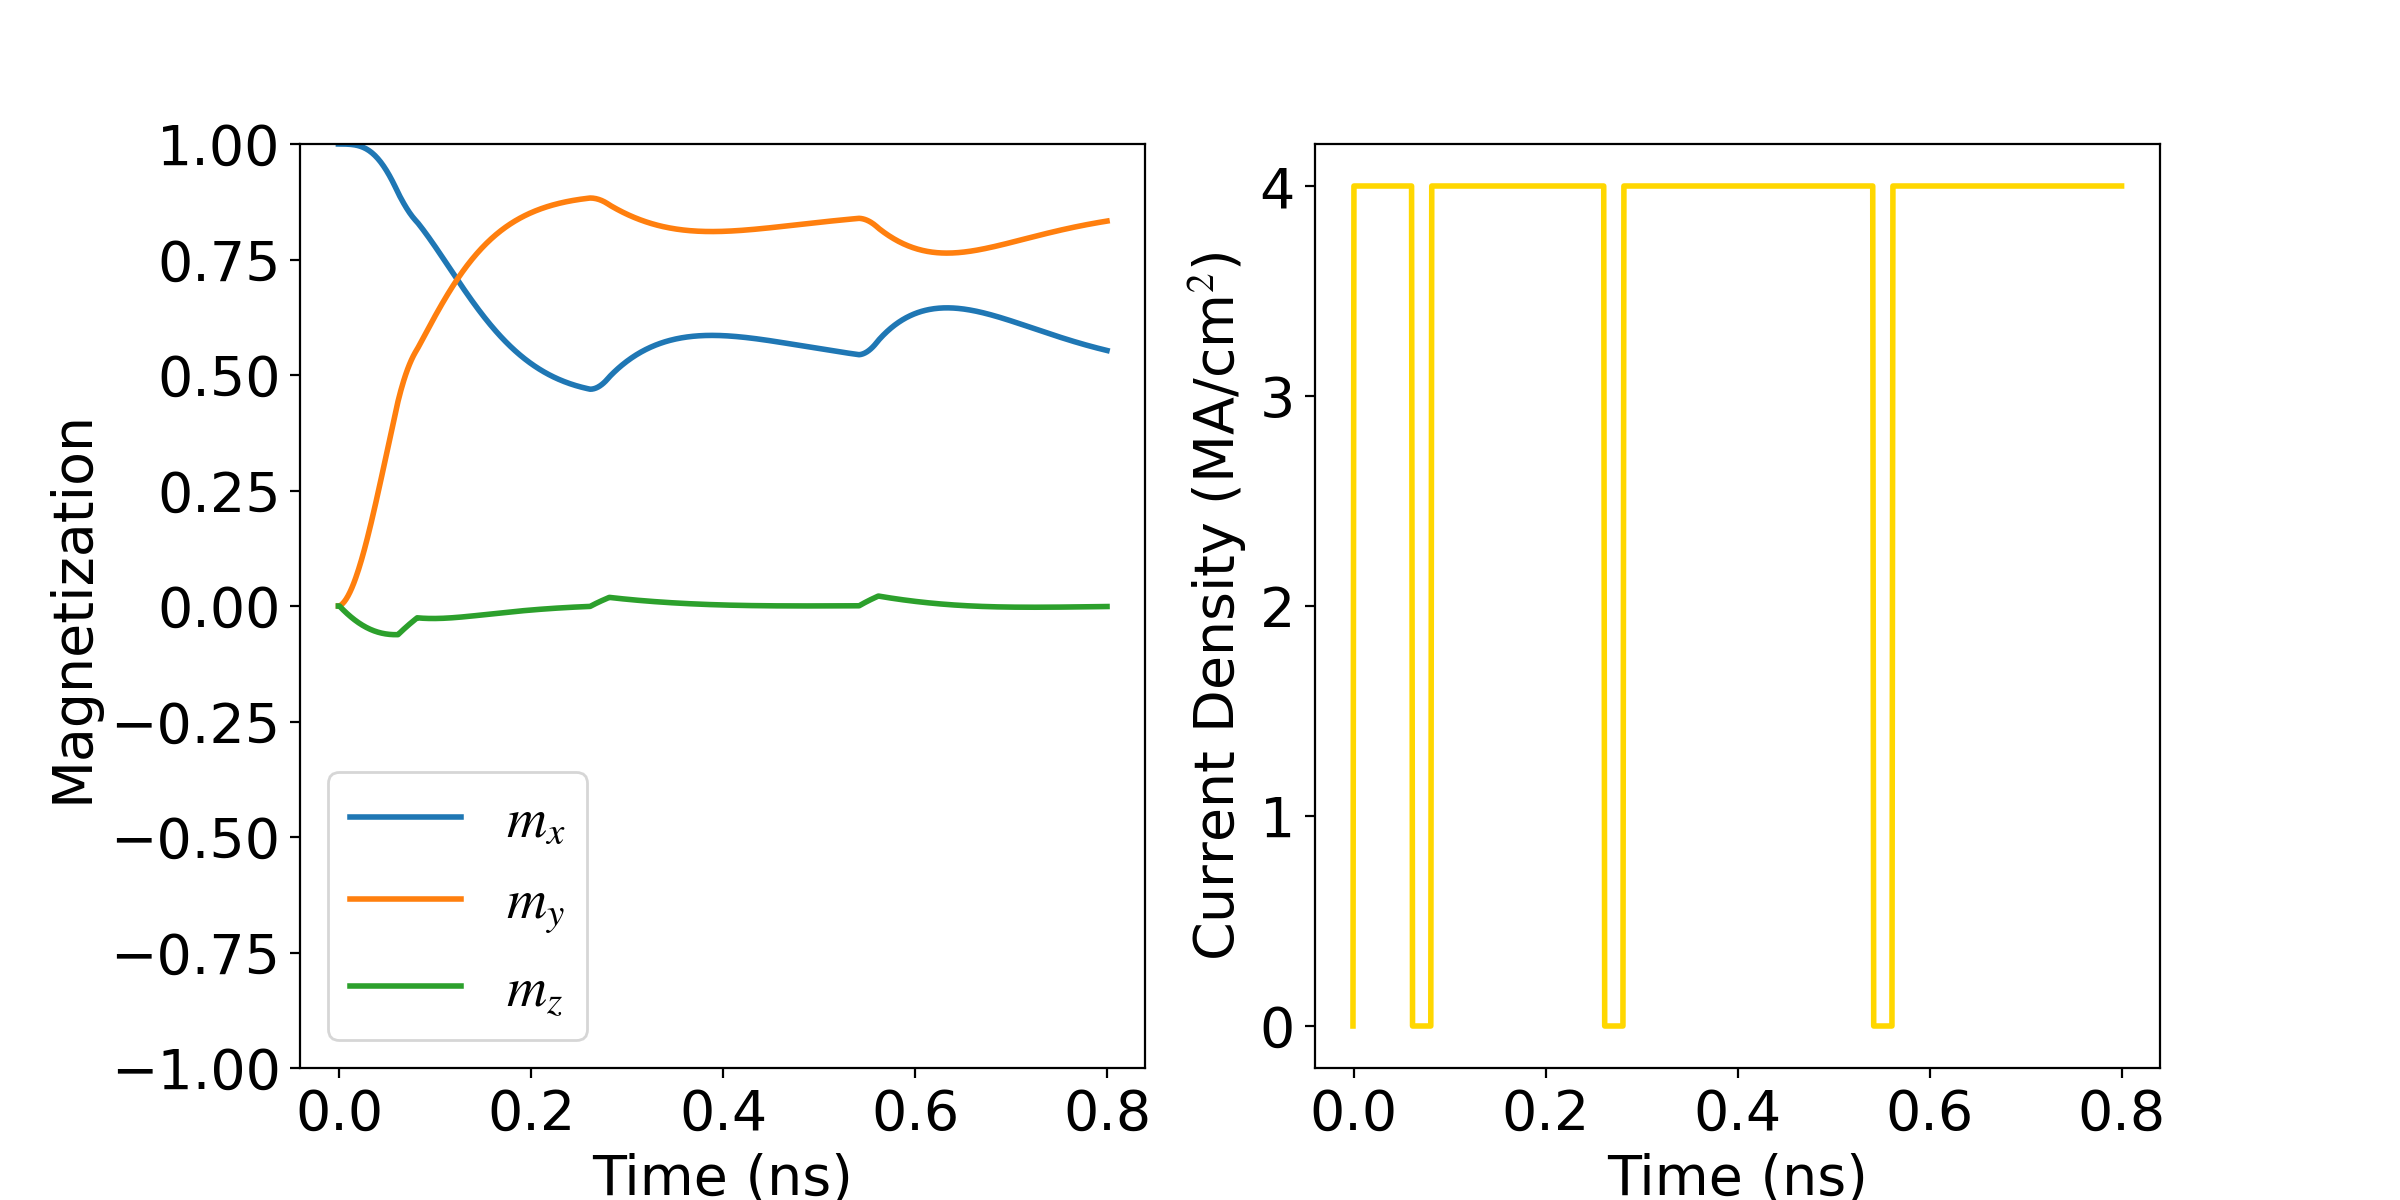 Magnetization
1.00
0.75
0.50
0.25
0.00
−0.25
−0.50
−0.75
−1.00
m_x
m_y
m_z
0.0 0.2 0.4 0.6 0.8
Time (ns)
Current Density (MA/cm²)
4
3
2
1
0
0.0 0.2 0.4 0.6 0.8
Time (ns)